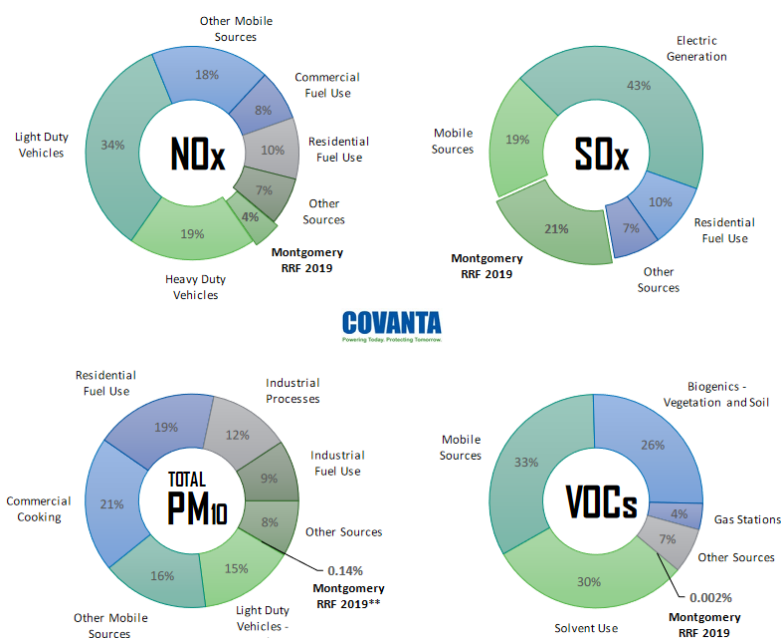 Other Mobile
Sources
18%
Commercial
Fuel Use
8%
Light Duty
Vehicles
34%
NOx
10%
Residential
Fuel Use
7%
Other
Sources
4%
Montgomery
RRF 2019
19%
Heavy Duty
Vehicles
Electric
Generation
43%
Mobile
Sources
19%
SOx
10%
Residential
Fuel Use
7%
Other
Sources
21%
Montgomery
RRF 2019
COVANTA
Powering Today. Protecting Tomorrow.
Residential
Fuel Use
19%
Industrial
Processes
12%
Industrial
Fuel Use
9%
Commercial
Cooking
21%
TOTAL
PM10
8%
Other Sources
0.14%
Montgomery
RRF 2019**
16%
Other Mobile
Sources
15%
Light Duty
Vehicles -
Biogenics -
Vegetation and Soil
26%
Mobile
Sources
33%
VOCs
4%
Gas Stations
7%
Other Sources
0.002%
Montgomery
RRF 2019
30%
Solvent Use